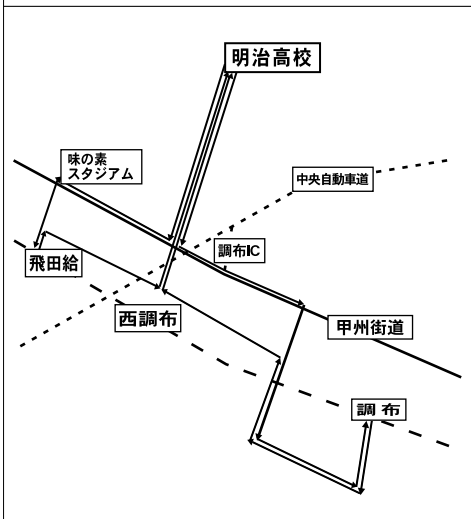 明治高校
味の素
スタジアム
中央自動車道
調布IC
飛田給
西調布
甲州街道
調布